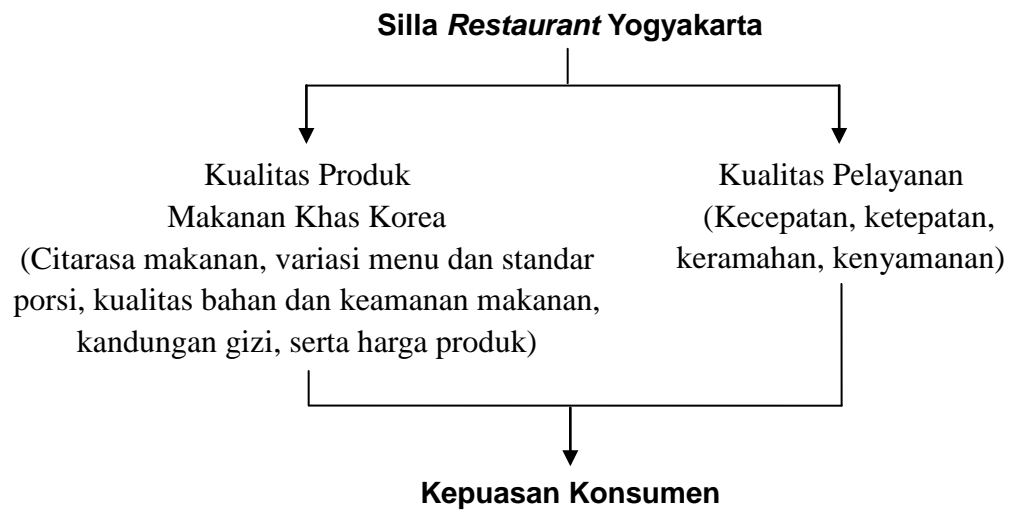 Silla Restaurant Yogyakarta
Kualitas Produk
Makanan Khas Korea
(Citarasa makanan, variasi menu dan standar
porsi, kualitas bahan dan keamanan makanan,
kandungan gizi, serta harga produk)
Kualitas Pelayanan
(Kecepatan, ketepatan,
keramahan, kenyamanan)
Kepuasan Konsumen